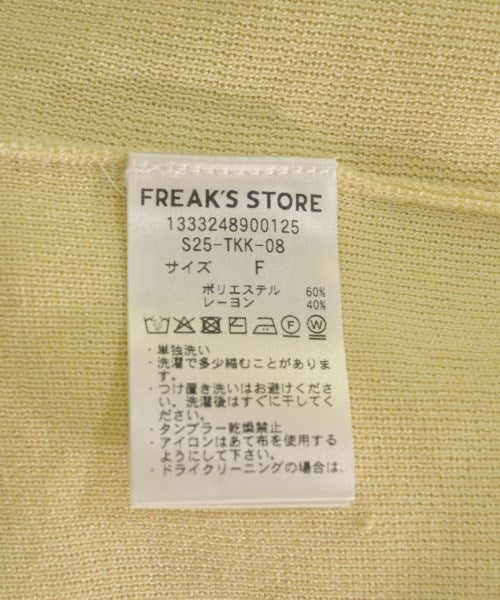 FREAK'S STORE
1333248900125
S25-TKK-08
サイズ F
ポリエステル 60%
レーヨン 40%
・単独洗い
・洗濯で多少縮むことがありま
す。
・つけ置き洗いはお避けくださ
い。洗濯後はすぐに干してく
ださい。
・タンブラー乾燥禁止
・アイロンはあて布を使用する
ようにして下さい。
・ドライクリーニングの場合は、